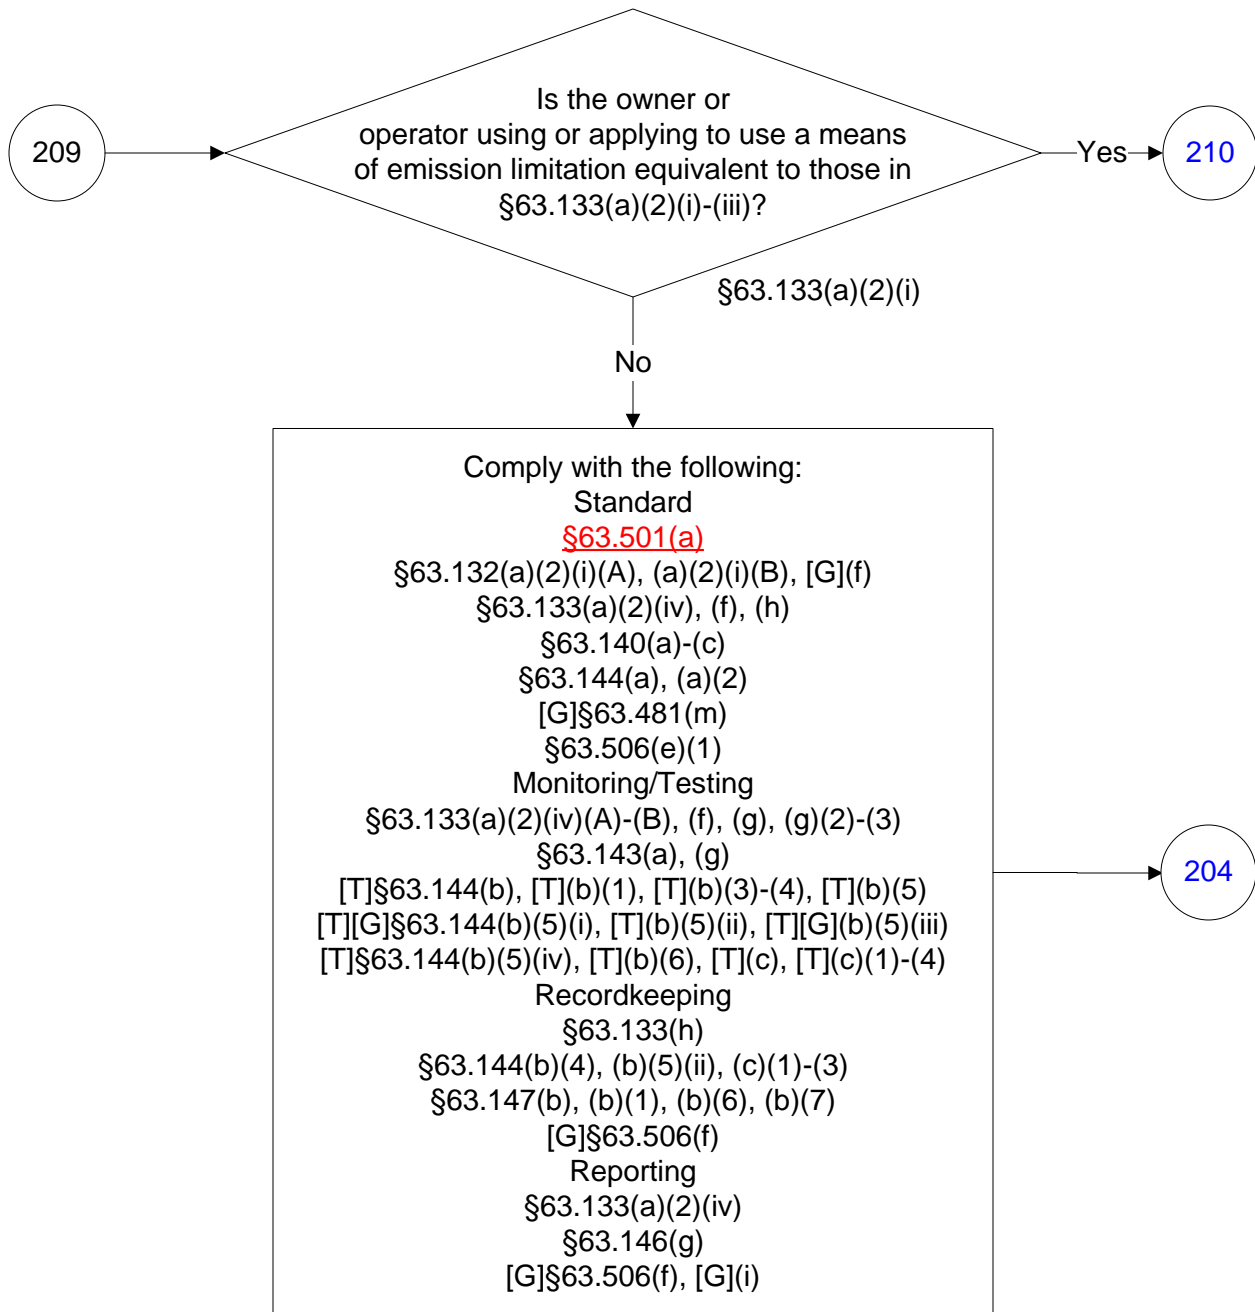 209
Is the owner or
operator using or applying to use a means
of emission limitation equivalent to those in
§63.133(a)(2)(i)-(iii)?
Yes
210
§63.133(a)(2)(i)
No
Comply with the following:
Standard
§63.501(a)
§63.132(a)(2)(i)(A), (a)(2)(i)(B), [G](f)
§63.133(a)(2)(iv), (f), (h)
§63.140(a)-(c)
§63.144(a), (a)(2)
[G]§63.481(m)
§63.506(e)(1)
Monitoring/Testing
§63.133(a)(2)(iv)(A)-(B), (f), (g), (g)(2)-(3)
§63.143(a), (g)
[T]§63.144(b), [T](b)(1), [T](b)(3)-(4), [T](b)(5)
[T][G]§63.144(b)(5)(i), [T](b)(5)(ii), [T][G](b)(5)(iii)
[T]§63.144(b)(5)(iv), [T](b)(6), [T](c), [T](c)(1)-(4)
Recordkeeping
§63.133(h)
§63.144(b)(4), (b)(5)(ii), (c)(1)-(3)
§63.147(b), (b)(1), (b)(6), (b)(7)
[G]§63.506(f)
Reporting
§63.133(a)(2)(iv)
§63.146(g)
[G]§63.506(f), [G](i)
204